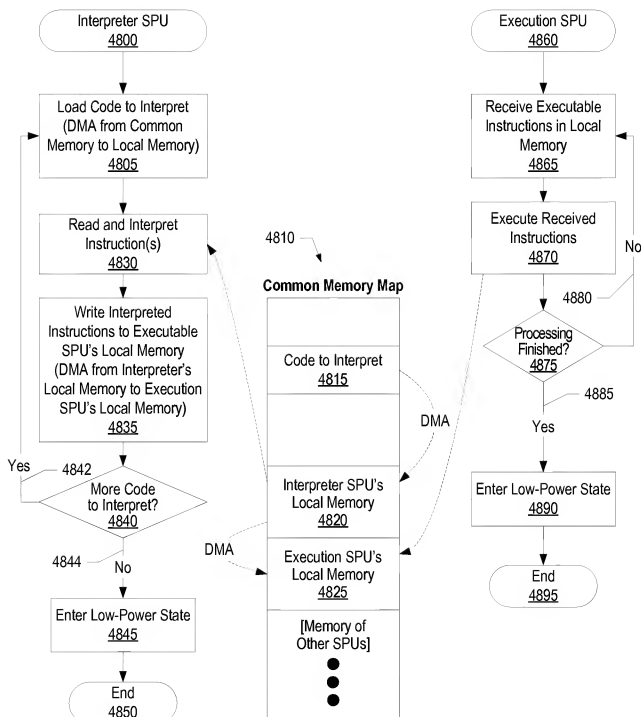 Interpreter SPU
4800
Load Code to Interpret
(DMA from Common
Memory to Local Memory)
4805
Read and Interpret
Instruction(s)
4830
Write Interpreted
Instructions to Executable
SPU's Local Memory
(DMA from Interpreter's
Local Memory to Execution
SPU's Local Memory)
4835
Yes
4842
More Code
to Interpret?
4840
4844
No
Enter Low-Power State
4845
End
4850
4810
Common Memory Map
Code to Interpret
4815
DMA
Interpreter SPU's
Local Memory
4820
DMA
Execution SPU's
Local Memory
4825
[Memory of
Other SPUs]
Execution SPU
4860
Receive Executable
Instructions in Local
Memory
4865
Execute Received
Instructions
4870
No
4880
Processing
Finished?
4875
4885
Yes
Enter Low-Power State
4890
End
4895